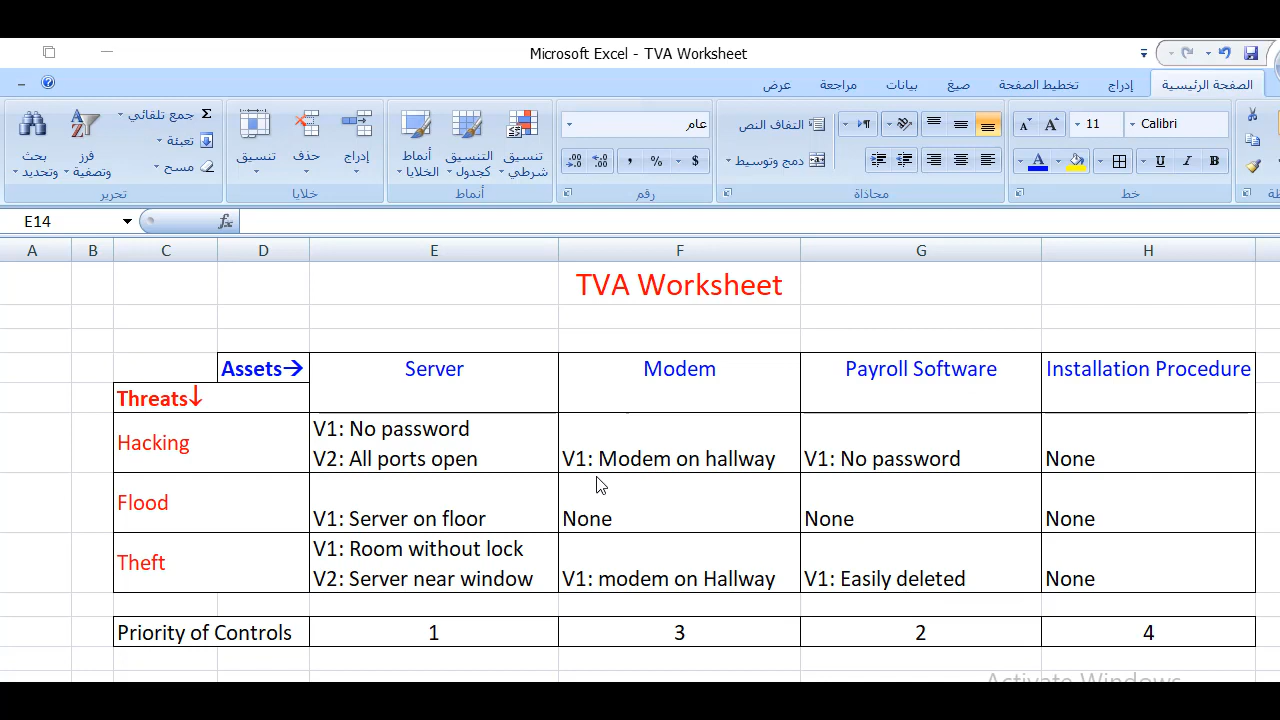 Microsoft Excel - TVA Worksheet
الصفحة الرئيسية إدراج تخطيط الصفحة صيغ بيانات مراجعة عرض
Calibri 11 التفاف النص عام تنسيق شرطي التنسيق كجدول أنماط الخلايا إدراج حذف تنسيق جمع تلقائي فرز وتصفية بحث وتحديد
B I U دمج وتوسيط $ % , تعبئة
مسح
خط محاذاة رقم أنماط خلايا تحرير
E14 fx
A B C D E F G H
TVA Worksheet
Assets→ Server Modem Payroll Software Installation Procedure
Threats↓
Hacking V1: No password
V2: All ports open V1: Modem on hallway V1: No password None
Flood V1: Server on floor None None None
Theft V1: Room without lock
V2: Server near window V1: modem on Hallway V1: Easily deleted None
Priority of Controls 1 3 2 4